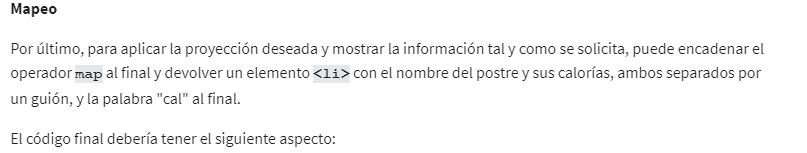 Mapeo
Por último, para aplicar la proyección deseada y mostrar la información tal y como se solicita, puede encadenar el
operador map al final y devolver un elemento <li> con el nombre del postre y sus calorías, ambos separados por
un guión, y la palabra "cal" al final.
El código final debería tener el siguiente aspecto: